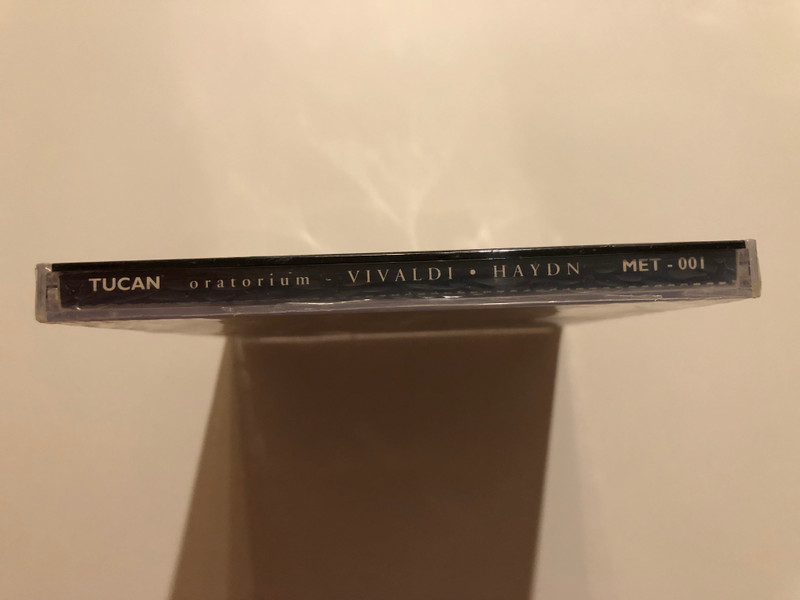 TUCAN oratorium - VIVALDI • HAYDN MET - 001